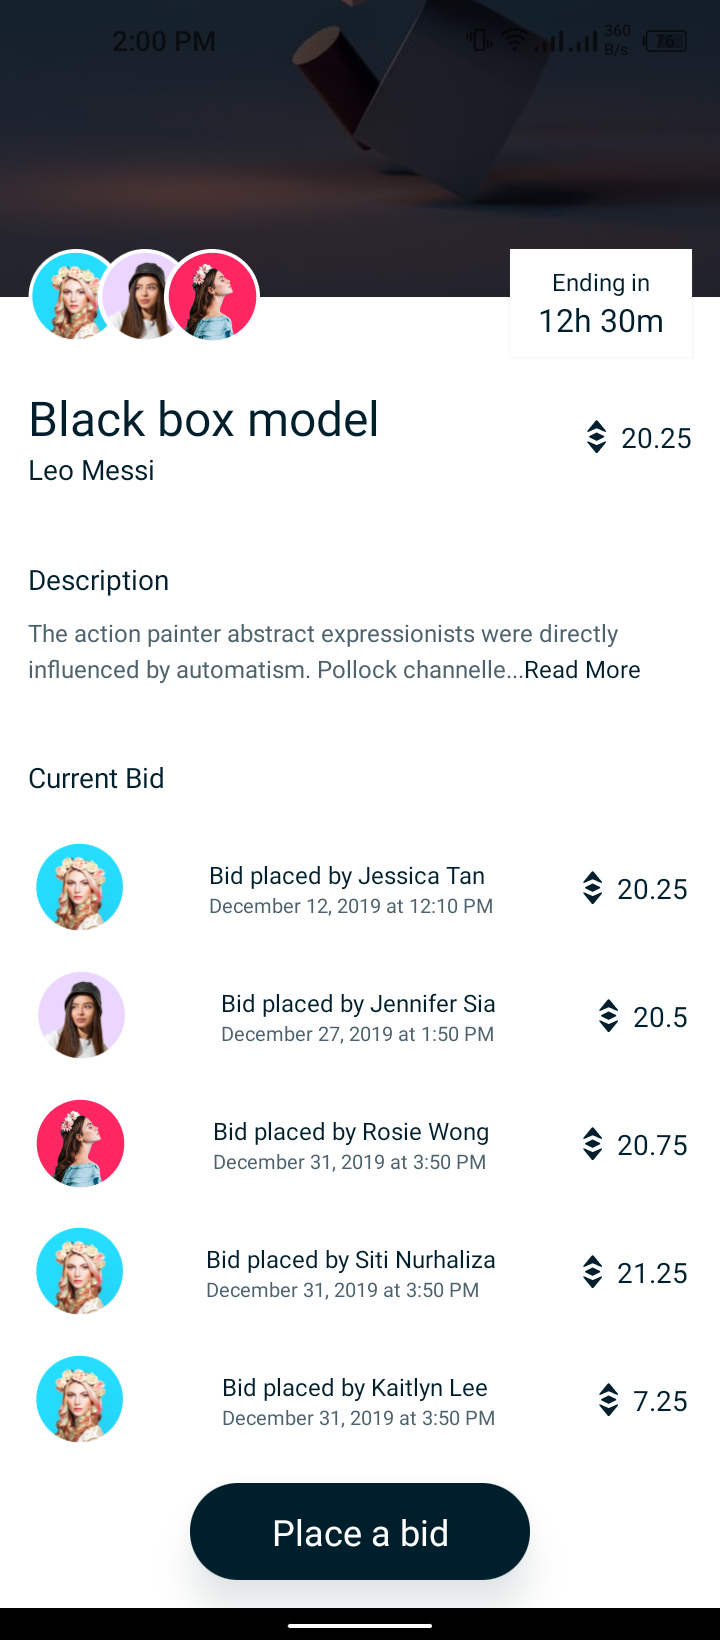 2:00 PM
360
B/s
76
Ending in
12h 30m
Black box model
20.25
Leo Messi
Description
The action painter abstract expressionists were directly
influenced by automatism. Pollock channelle...Read More
Current Bid
Bid placed by Jessica Tan
December 12, 2019 at 12:10 PM
20.25
Bid placed by Jennifer Sia
December 27, 2019 at 1:50 PM
20.5
Bid placed by Rosie Wong
December 31, 2019 at 3:50 PM
20.75
Bid placed by Siti Nurhaliza
December 31, 2019 at 3:50 PM
21.25
Bid placed by Kaitlyn Lee
December 31, 2019 at 3:50 PM
7.25
Place a bid